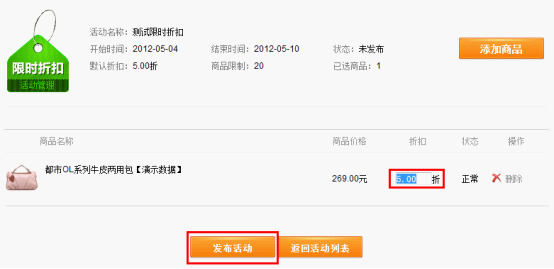 限时折扣
活动管理
活动名称：测式限时折扣
开始时间：2012-05-04 结束时间：2012-05-10 状态：未发布
默认折扣：5.00折 商品限制：20 已选商品：1
添加商品
商品名称 商品价格 折扣 状态 操作
都市OL系列牛皮两用包【演示数据】 269.00元 5.00 折 正常 删除
发布活动 返回活动列表